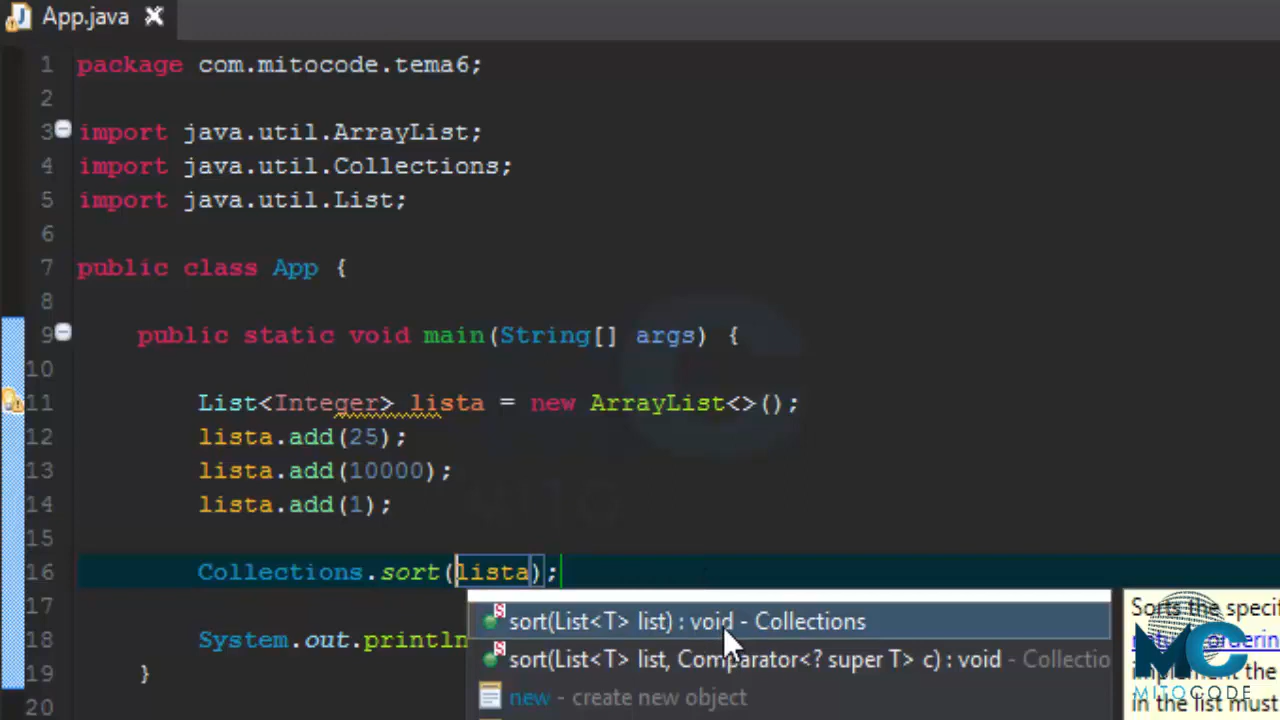 App.java
1 package com.mitocode.tema6;
2
3 import java.util.ArrayList;
4 import java.util.Collections;
5 import java.util.List;
6
7 public class App {
8
9 public static void main(String[] args) {
10
11 List<Integer> lista = new ArrayList<>();
12 lista.add(25);
13 lista.add(10000);
14 lista.add(1);
15
16 Collections.sort(lista);
17
18 System.out.println
19 }
20
sort(List<T> list) : void - Collections
sort(List<T> list, Comparator<? super T> c) : void - Collectio
new - create new object
Sorts the specif
implement the
in the list must
MC
MITOCODE